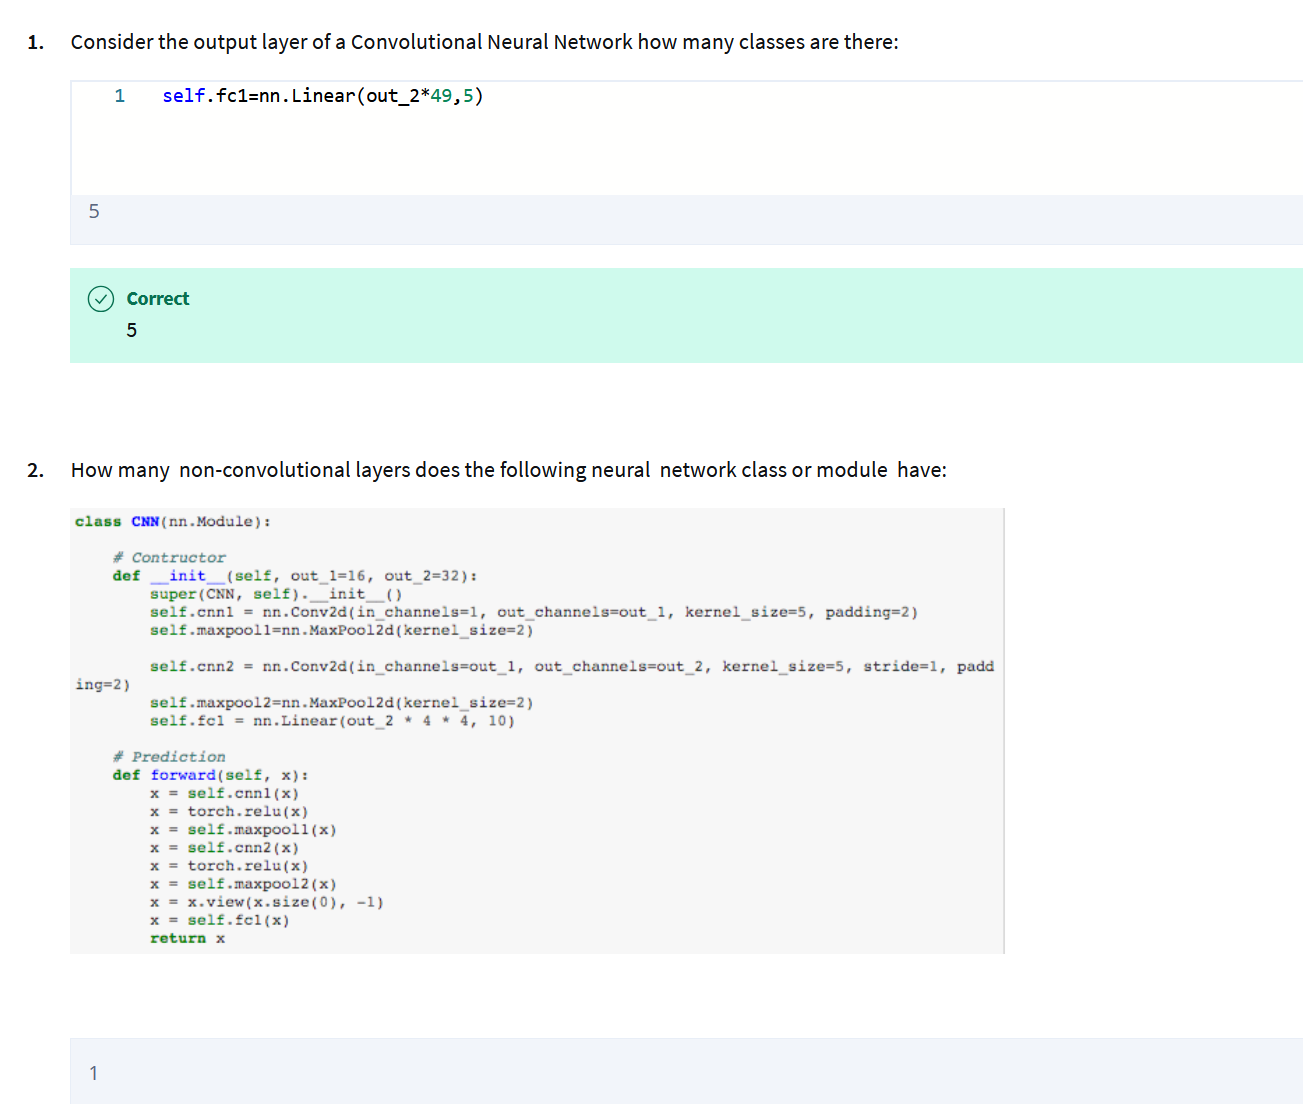 1. Consider the output layer of a Convolutional Neural Network how many classes are there:
1 self.fc1=nn.Linear(out_2*49,5)
5
Correct
5
2. How many non-convolutional layers does the following neural network class or module have:
class CNN(nn.Module):
# Contructor
def __init__(self, out_1=16, out_2=32):
super(CNN, self).__init__()
self.cnn1 = nn.Conv2d(in_channels=1, out_channels=out_1, kernel_size=5, padding=2)
self.maxpool1=nn.MaxPool2d(kernel_size=2)
self.cnn2 = nn.Conv2d(in_channels=out_1, out_channels=out_2, kernel_size=5, stride=1, padd
ing=2)
self.maxpool2=nn.MaxPool2d(kernel_size=2)
self.fc1 = nn.Linear(out_2 * 4 * 4, 10)
# Prediction
def forward(self, x):
x = self.cnn1(x)
x = torch.relu(x)
x = self.maxpool1(x)
x = self.cnn2(x)
x = torch.relu(x)
x = self.maxpool2(x)
x = x.view(x.size(0), -1)
x = self.fc1(x)
return x
1